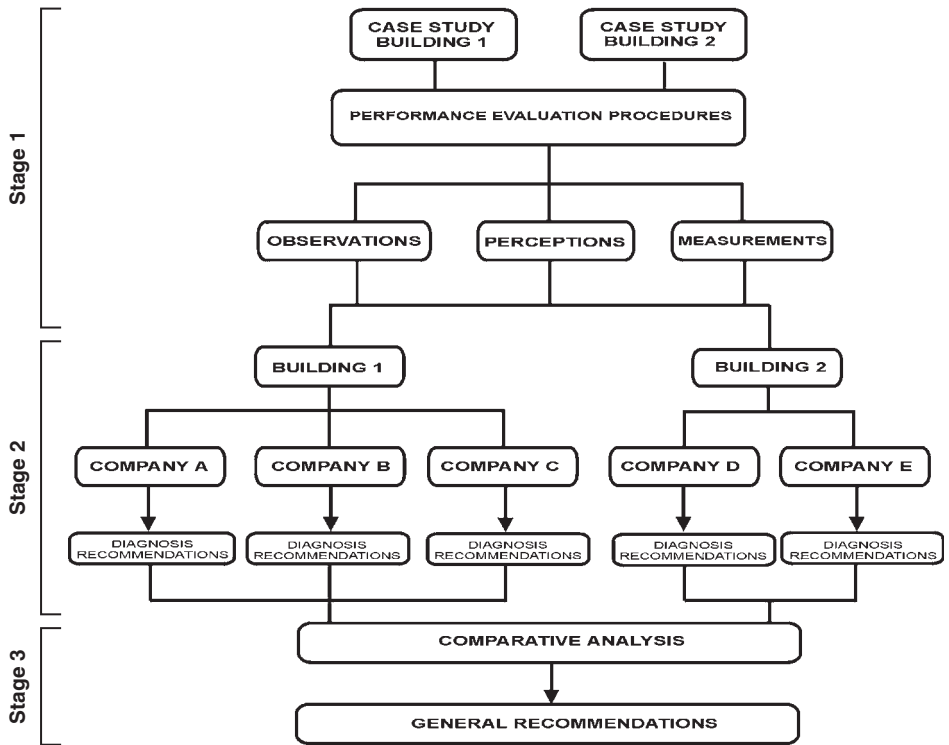 Stage 1
CASE STUDY
BUILDING 1
CASE STUDY
BUILDING 2
PERFORMANCE EVALUATION PROCEDURES
OBSERVATIONS
PERCEPTIONS
MEASUREMENTS
Stage 2
BUILDING 1
BUILDING 2
COMPANY A
COMPANY B
COMPANY C
COMPANY D
COMPANY E
DIAGNOSIS
RECOMMENDATIONS
DIAGNOSIS
RECOMMENDATIONS
DIAGNOSIS
RECOMMENDATIONS
DIAGNOSIS
RECOMMENDATIONS
DIAGNOSIS
RECOMMENDATIONS
Stage 3
COMPARATIVE ANALYSIS
GENERAL RECOMMENDATIONS